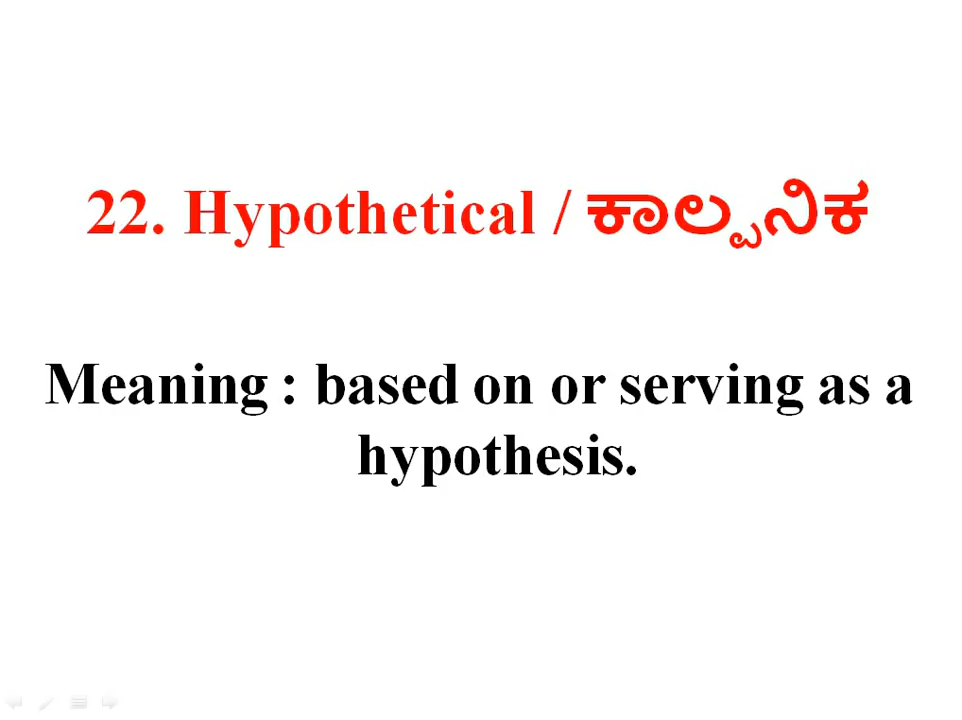 22. Hypothetical / ಕಾಲ್ಪನಿಕ
Meaning : based on or serving as a
hypothesis.